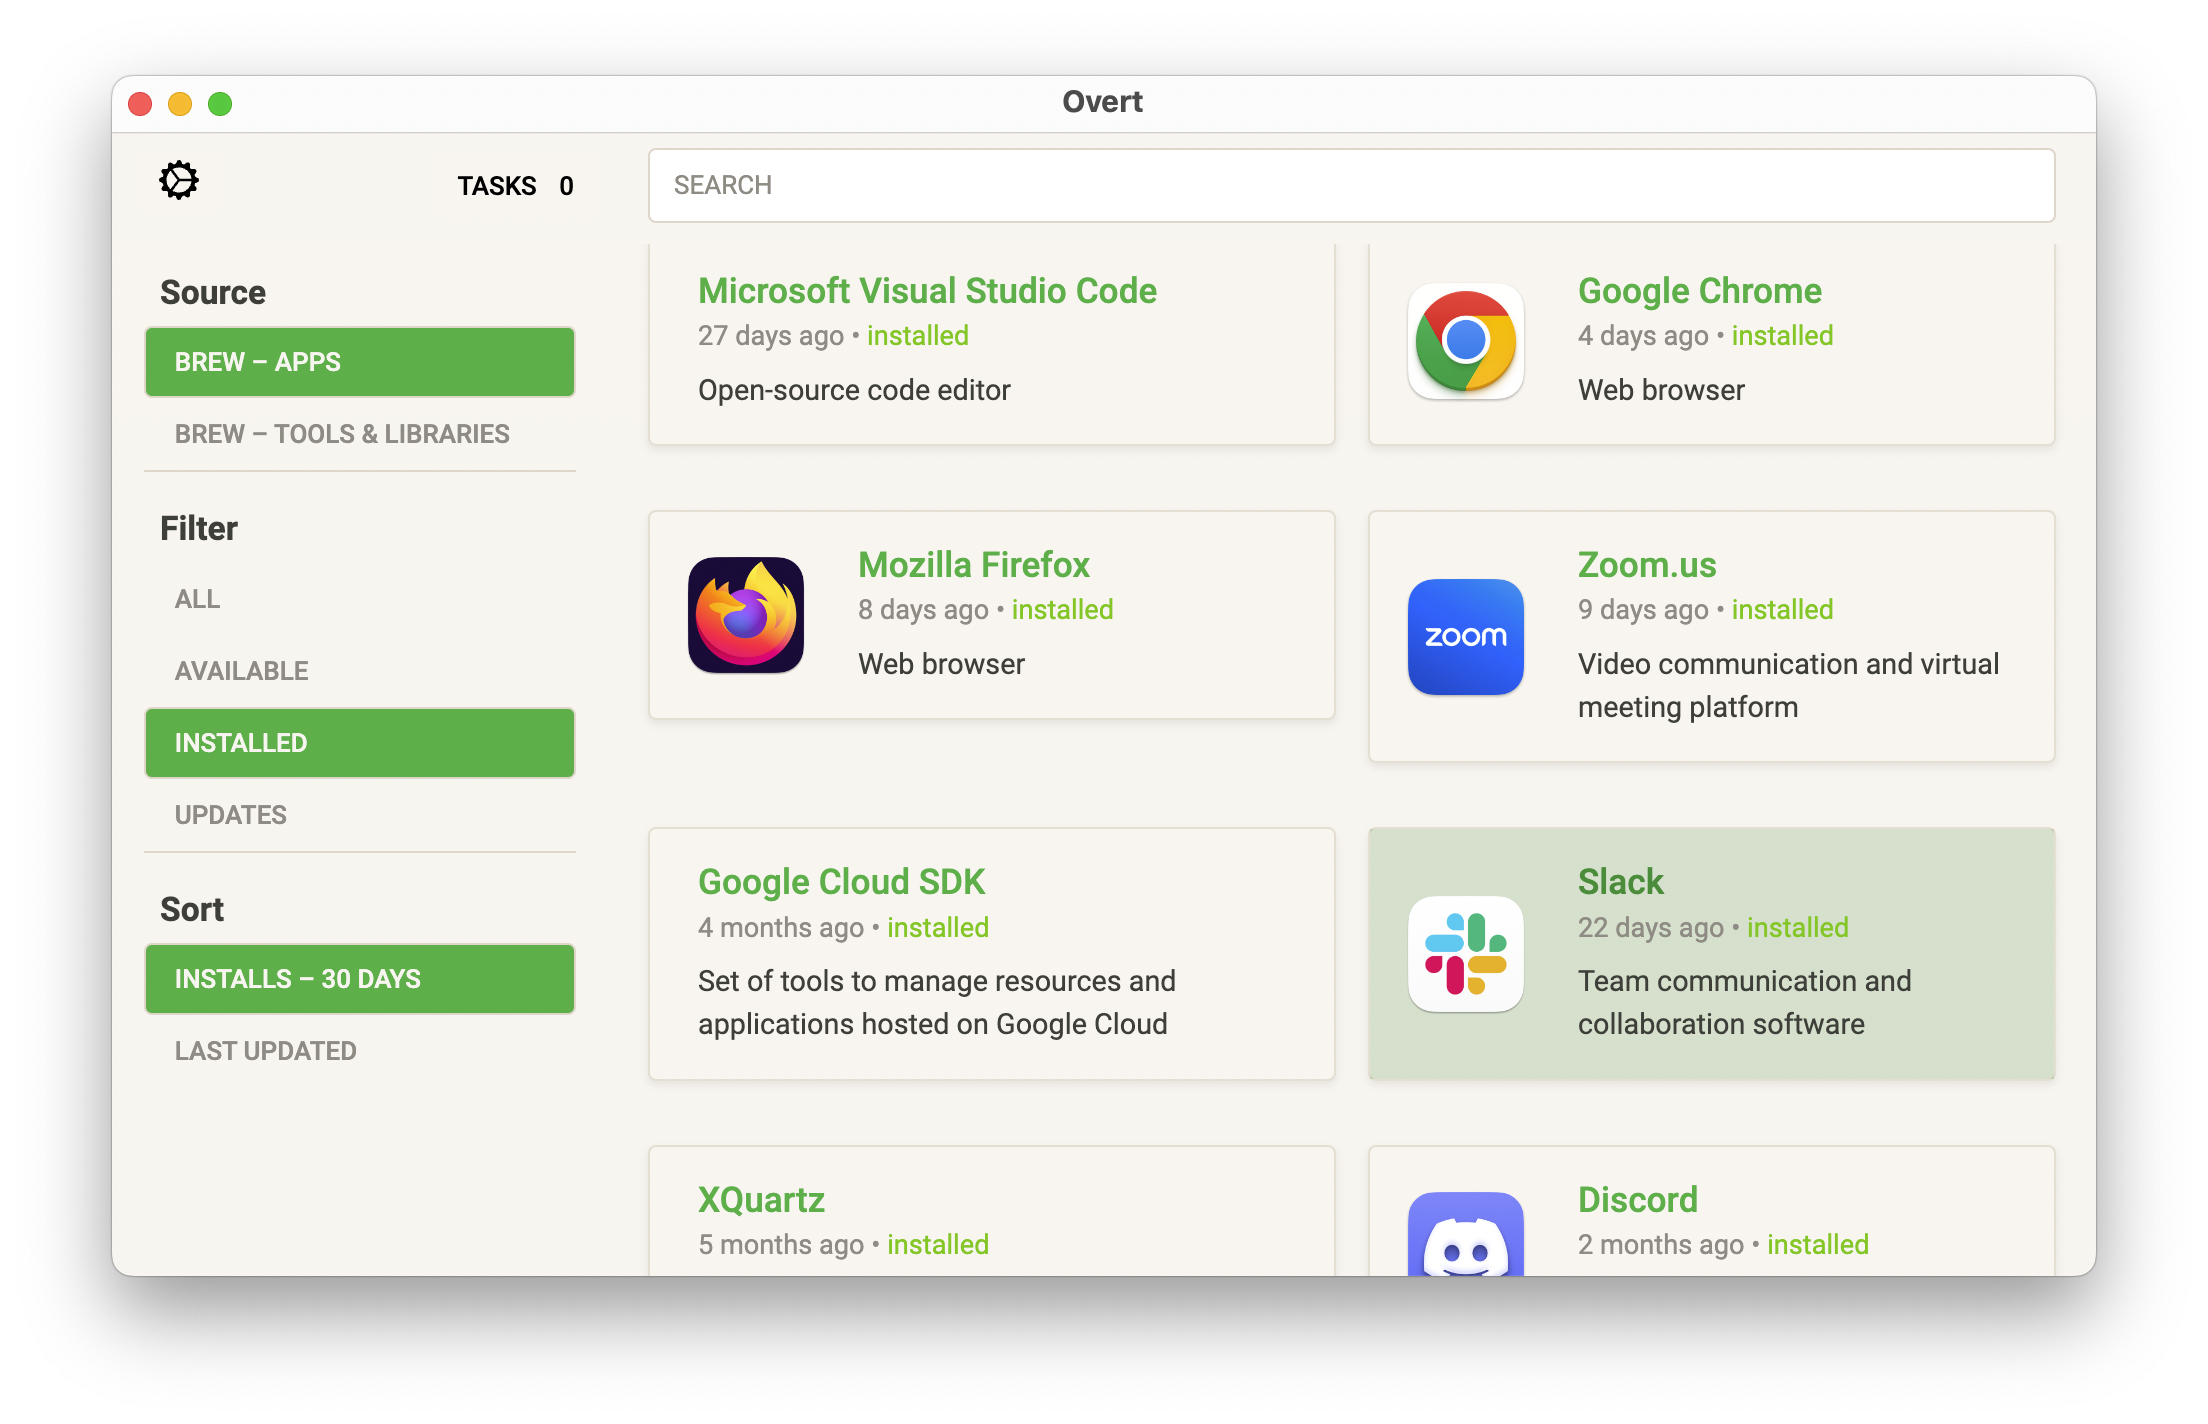 Overt
TASKS 0
SEARCH
Source
BREW – APPS
BREW – TOOLS & LIBRARIES
Filter
ALL
AVAILABLE
INSTALLED
UPDATES
Sort
INSTALLS – 30 DAYS
LAST UPDATED
Microsoft Visual Studio Code
27 days ago • installed
Open-source code editor
Google Chrome
4 days ago • installed
Web browser
Mozilla Firefox
8 days ago • installed
Web browser
zoom
Zoom.us
9 days ago • installed
Video communication and virtual
meeting platform
Google Cloud SDK
4 months ago • installed
Set of tools to manage resources and
applications hosted on Google Cloud
Slack
22 days ago • installed
Team communication and
collaboration software
XQuartz
5 months ago • installed
Discord
2 months ago • installed